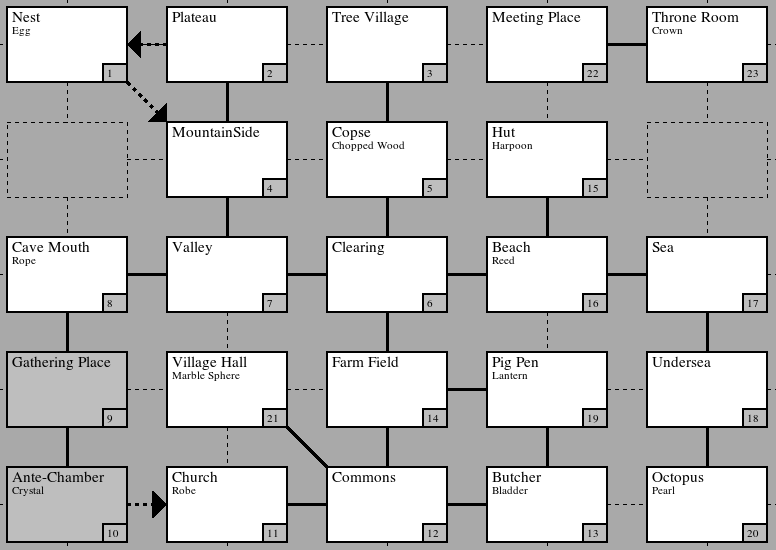 Nest
Egg
1
Plateau
2
Tree Village
3
Meeting Place
22
Throne Room
Crown
23
MountainSide
4
Copse
Chopped Wood
5
Hut
Harpoon
15
Cave Mouth
Rope
8
Valley
7
Clearing
6
Beach
Reed
16
Sea
17
Gathering Place
9
Village Hall
Marble Sphere
21
Farm Field
14
Pig Pen
Lantern
19
Undersea
18
Ante-Chamber
Crystal
10
Church
Robe
11
Commons
12
Butcher
Bladder
13
Octopus
Pearl
20